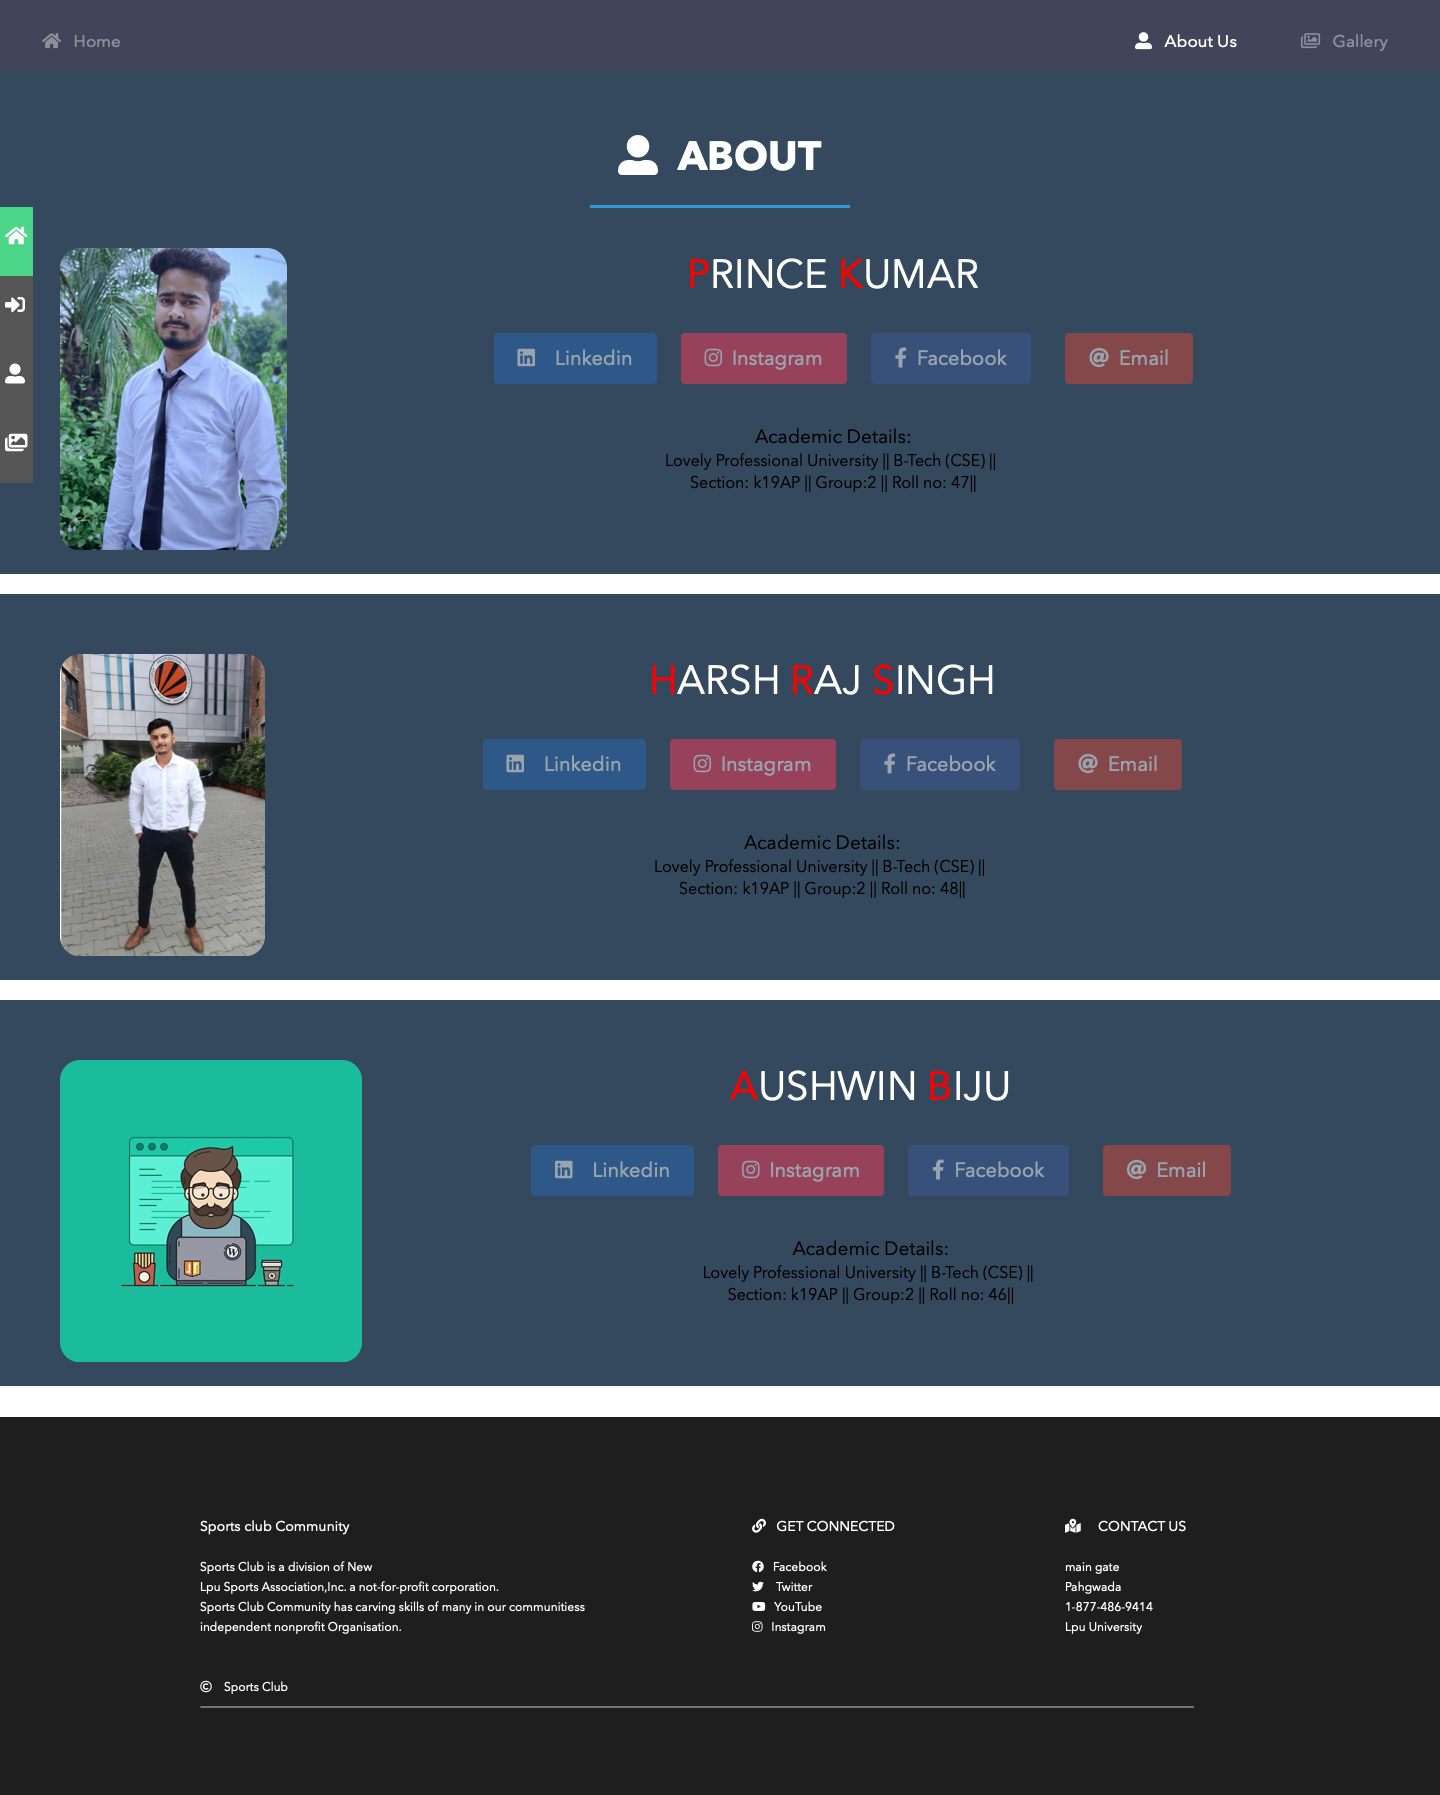 Home
About Us
Gallery
ABOUT
PRINCE KUMAR
Linkedin
Instagram
Facebook
Email
Academic Details:
Lovely Professional University || B-Tech (CSE) ||
Section: k19AP || Group:2 || Roll no: 47||
HARSH RAJ SINGH
Linkedin
Instagram
Facebook
Email
Academic Details:
Lovely Professional University || B-Tech (CSE) ||
Section: k19AP || Group:2 || Roll no: 48||
AUSHWIN BIJU
Linkedin
Instagram
Facebook
Email
Academic Details:
Lovely Professional University || B-Tech (CSE) ||
Section: k19AP || Group:2 || Roll no: 46||
Sports club Community
Sports Club is a division of New
Lpu Sports Association,Inc. a not-for-profit corporation.
Sports Club Community has carving skills of many in our communitiess
independent nonprofit Organisation.
© Sports Club
GET CONNECTED
Facebook
Twitter
YouTube
Instagram
CONTACT US
main gate
Pahgwada
1-877-486-9414
Lpu University